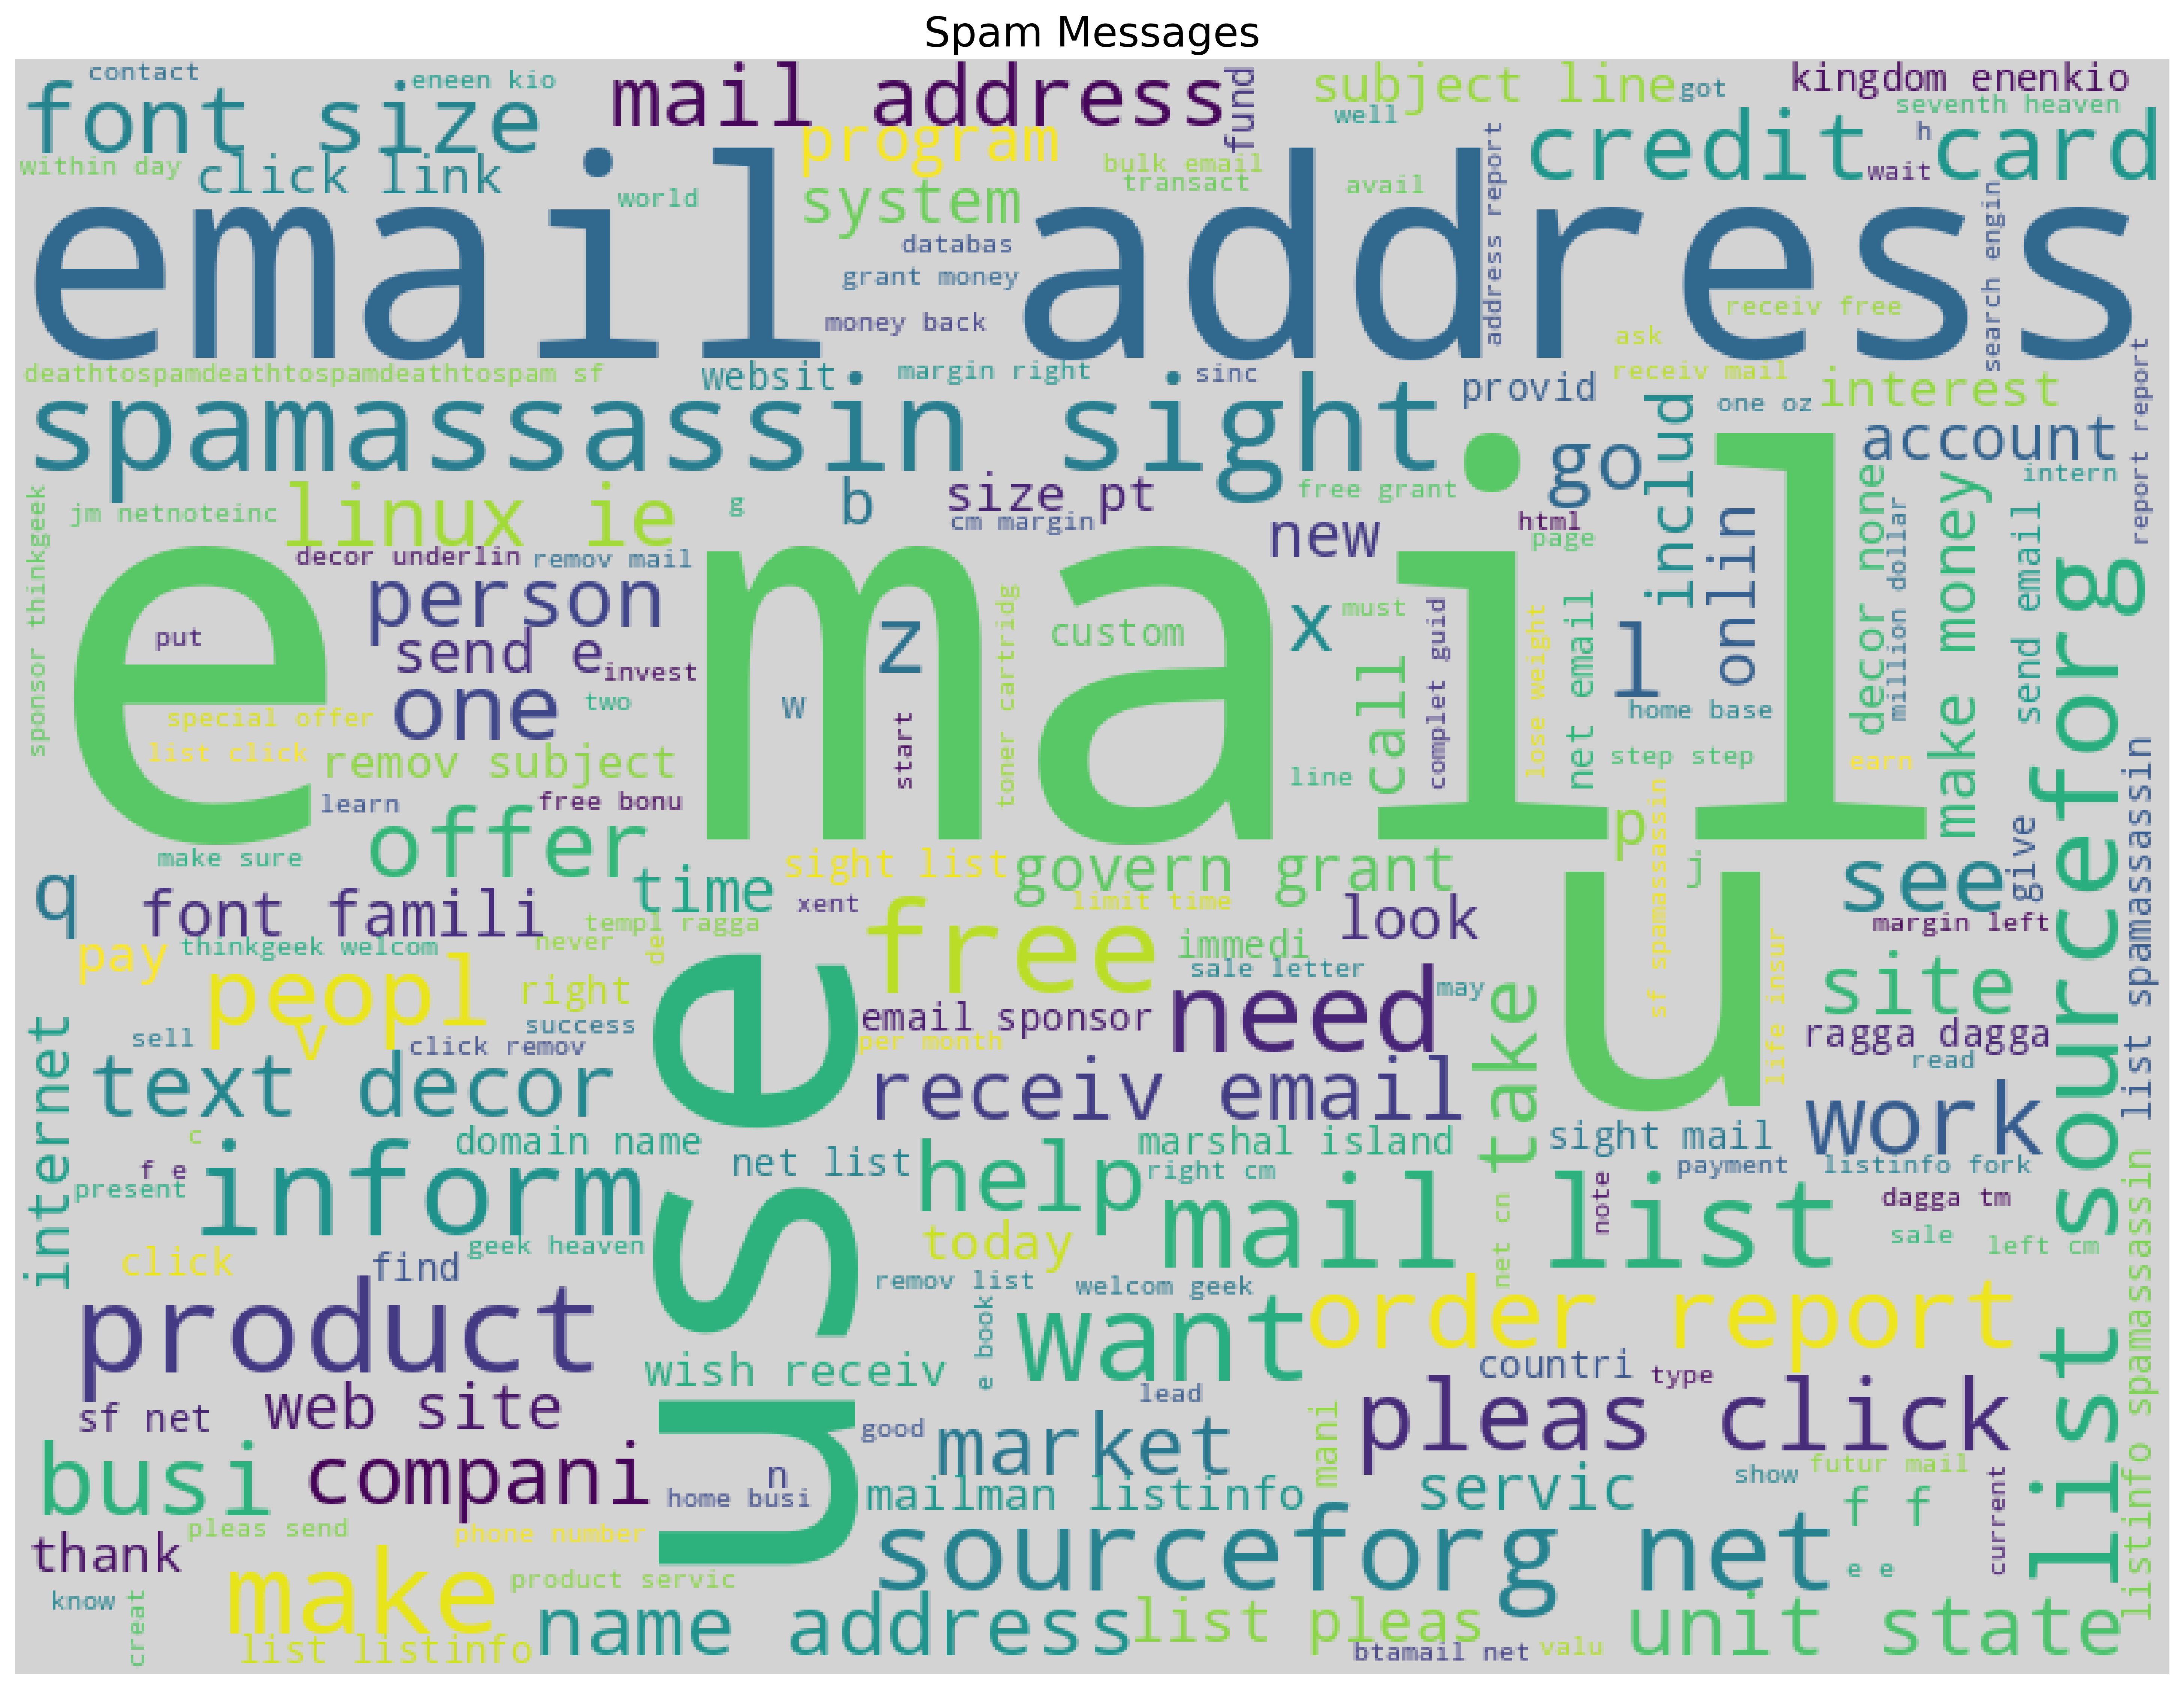 Spam Messages
contact
eneen kio
mail address
fund
subject line
got
kingdom enenkio
font size
program
well
seventh heaven
h
credit card
within day
click link
bulk email
transact
avail
address report
wait
world
system
search engin
email address
databas
grant money
money back
receiv free
ask
report report
deathtospamdeathtospamdeathtospam sf
websit
margin right
sinc
provid
receiv mail
interest
one oz
includ
spamassassin sight
go
account
intern
sponsor thinkgeek
jm netnoteinc
linux ie
g
b
size pt
free grant
cm margin
new
html
page
onlin
decor none
million dollar
make money
send email
list sourceforg
decor underlin
remov mail
e mail
person
put
send e
invest
z
toner cartridg
custom
x
must
call
complet guid
lose weight
net email
l
home base
one
two
w
start
special offer
list click
remov subject
line
step step
earn
learn
free bonu
list spamassassin
offer
make sure
time
sight list
govern grant
p
sf spamassassin
j
see
give
q
font famili
xent
limit time
look
u
margin left
templ ragga
never
de
free
pay
thinkgeek welcom
immedi
life insur
peopl
right
sale letter
need
may
take
site
v
success
email sponsor
ragga dagga
sell
click remov
per month
read
internet
text decor
use
receiv email
work
c
domain name
marshal island
sight mail
f e
inform
net list
help
right cm
payment
listinfo fork
present
mail list
net cn
note
dagga tm
listinfo spamassassin
click
find
geek heaven
today
sale
left cm
remov list
welcom geek
product
e book
want
order report
wish receiv
countri
type
lead
sf net
web site
good
market
mani
pleas click
busi
compani
n
home busi
mailman listinfo
servic
show
futur mail
f f
current
thank
pleas send
phone number
sourceforg net
make
product servic
e e
know
creat
list listinfo
name address
list pleas
btamail net
valu
unit state